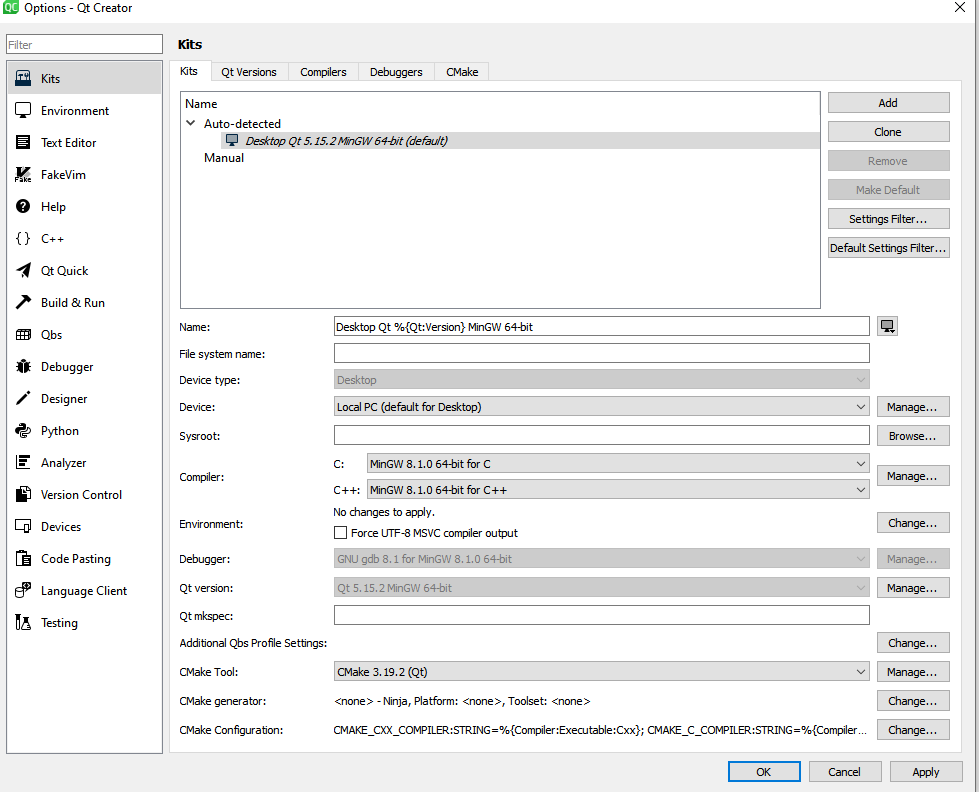 QC Options - Qt Creator
Filter
Kits
Environment
Text Editor
FakeVim
Help
C++
Qt Quick
Build & Run
Qbs
Debugger
Designer
Python
Analyzer
Version Control
Devices
Code Pasting
Language Client
Testing
Kits
Kits Qt Versions Compilers Debuggers CMake
Name
Auto-detected
Desktop Qt 5.15.2 MinGW 64-bit (default)
Manual
Add
Clone
Remove
Make Default
Settings Filter...
Default Settings Filter...
Name: Desktop Qt %{Qt:Version} MinGW 64-bit
File system name:
Device type: Desktop
Device: Local PC (default for Desktop) Manage...
Sysroot: Browse...
Compiler: C: MinGW 8.1.0 64-bit for C
C++: MinGW 8.1.0 64-bit for C++ Manage...
Environment: No changes to apply. Change...
Force UTF-8 MSVC compiler output
Debugger: GNU gdb 8.1 for MinGW 8.1.0 64-bit Manage...
Qt version: Qt 5.15.2 MinGW 64-bit Manage...
Qt mkspec:
Additional Qbs Profile Settings: Change...
CMake Tool: CMake 3.19.2 (Qt) Manage...
CMake generator: <none> - Ninja, Platform: <none>, Toolset: <none> Change...
CMake Configuration: CMAKE_CXX_COMPILER:STRING=%{Compiler:Executable:Cxx}; CMAKE_C_COMPILER:STRING=%{Compiler... Change...
OK Cancel Apply